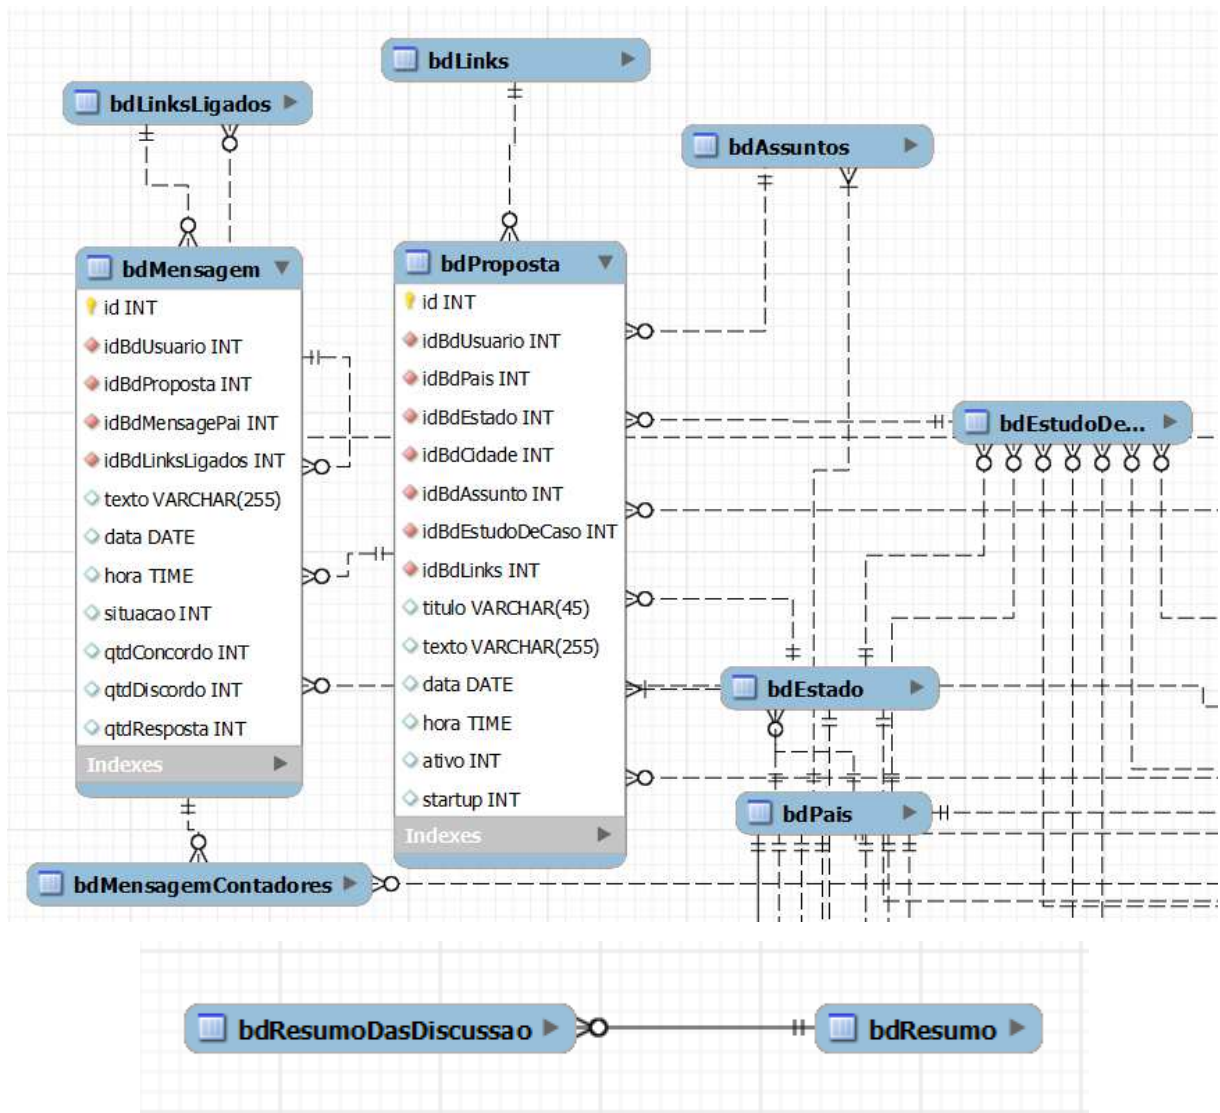 bdLinks
bdLinksLigados
bdAssuntos
bdMensagem
id INT
idBdUsuario INT
idBdProposta INT
idBdMensagePai INT
idBdLinksLigados INT
texto VARCHAR(255)
data DATE
hora TIME
situacao INT
qtdConcordo INT
qtdDiscordo INT
qtdResposta INT
Indexes
bdProposta
id INT
idBdUsuario INT
idBdPais INT
idBdEstado INT
idBdCidade INT
idBdAssunto INT
idBdEstudoDeCaso INT
idBdLinks INT
titulo VARCHAR(45)
texto VARCHAR(255)
data DATE
hora TIME
ativo INT
startup INT
Indexes
bdEstudoDe...
bdEstado
bdPais
bdMensagemContadores
bdResumoDasDiscussao
bdResumo